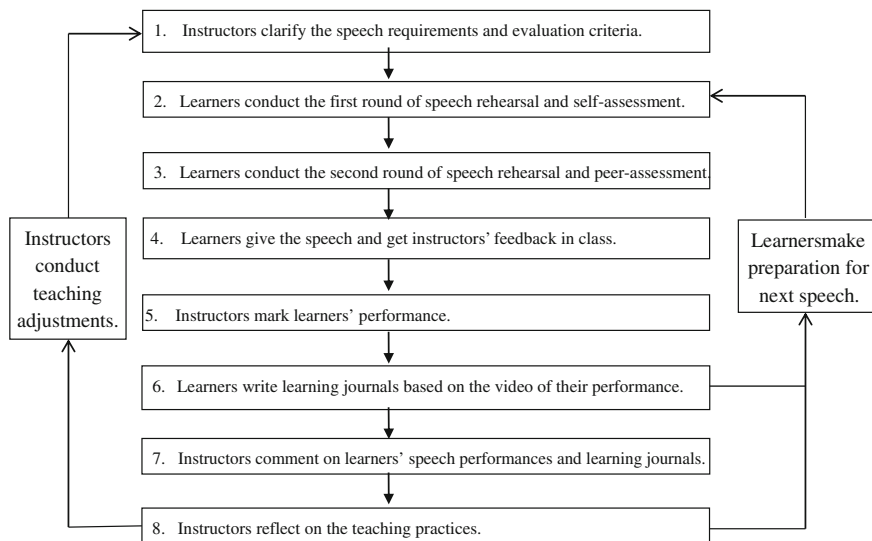 1. Instructors clarify the speech requirements and evaluation criteria.
2. Learners conduct the first round of speech rehearsal and self-assessment.
3. Learners conduct the second round of speech rehearsal and peer-assessment.
4. Learners give the speech and get instructors' feedback in class.
5. Instructors mark learners' performance.
6. Learners write learning journals based on the video of their performance.
7. Instructors comment on learners' speech performances and learning journals.
8. Instructors reflect on the teaching practices.
Instructors
conduct
teaching
adjustments.
Learnersmake
preparation for
next speech.